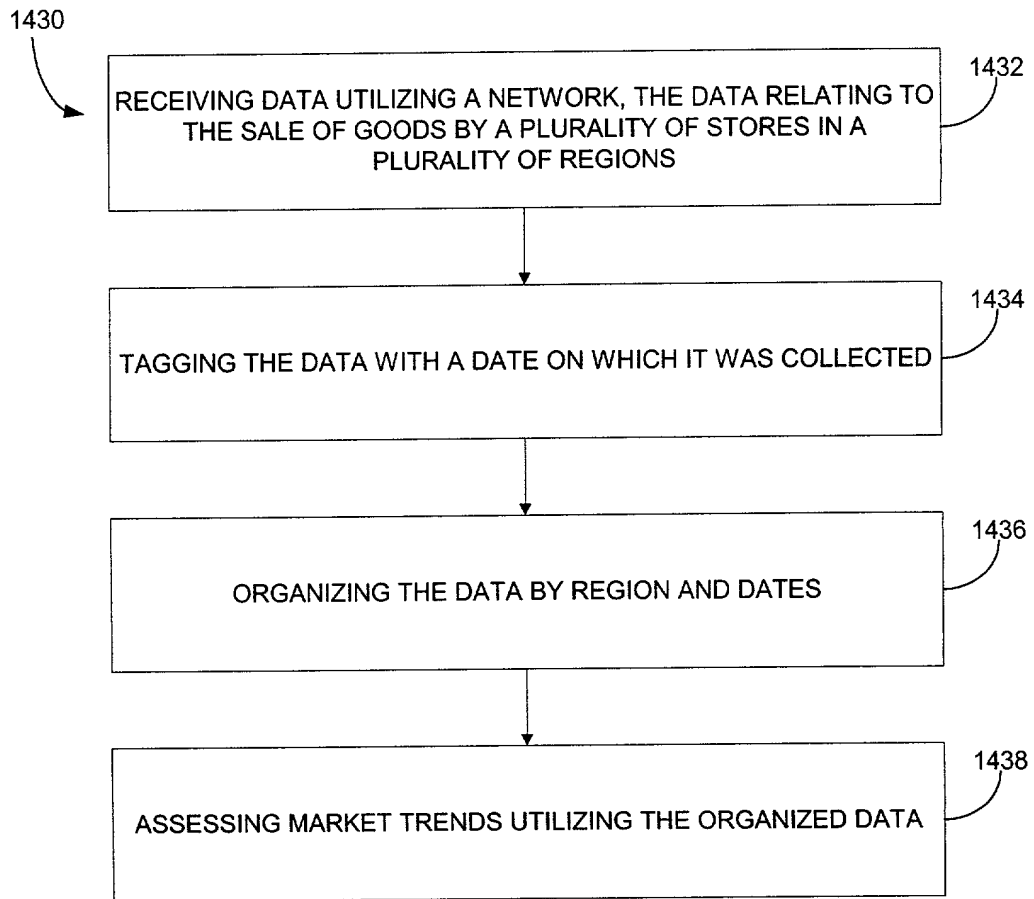 1430
1432
RECEIVING DATA UTILIZING A NETWORK, THE DATA RELATING TO
THE SALE OF GOODS BY A PLURALITY OF STORES IN A
PLURALITY OF REGIONS
1434
TAGGING THE DATA WITH A DATE ON WHICH IT WAS COLLECTED
1436
ORGANIZING THE DATA BY REGION AND DATES
1438
ASSESSING MARKET TRENDS UTILIZING THE ORGANIZED DATA